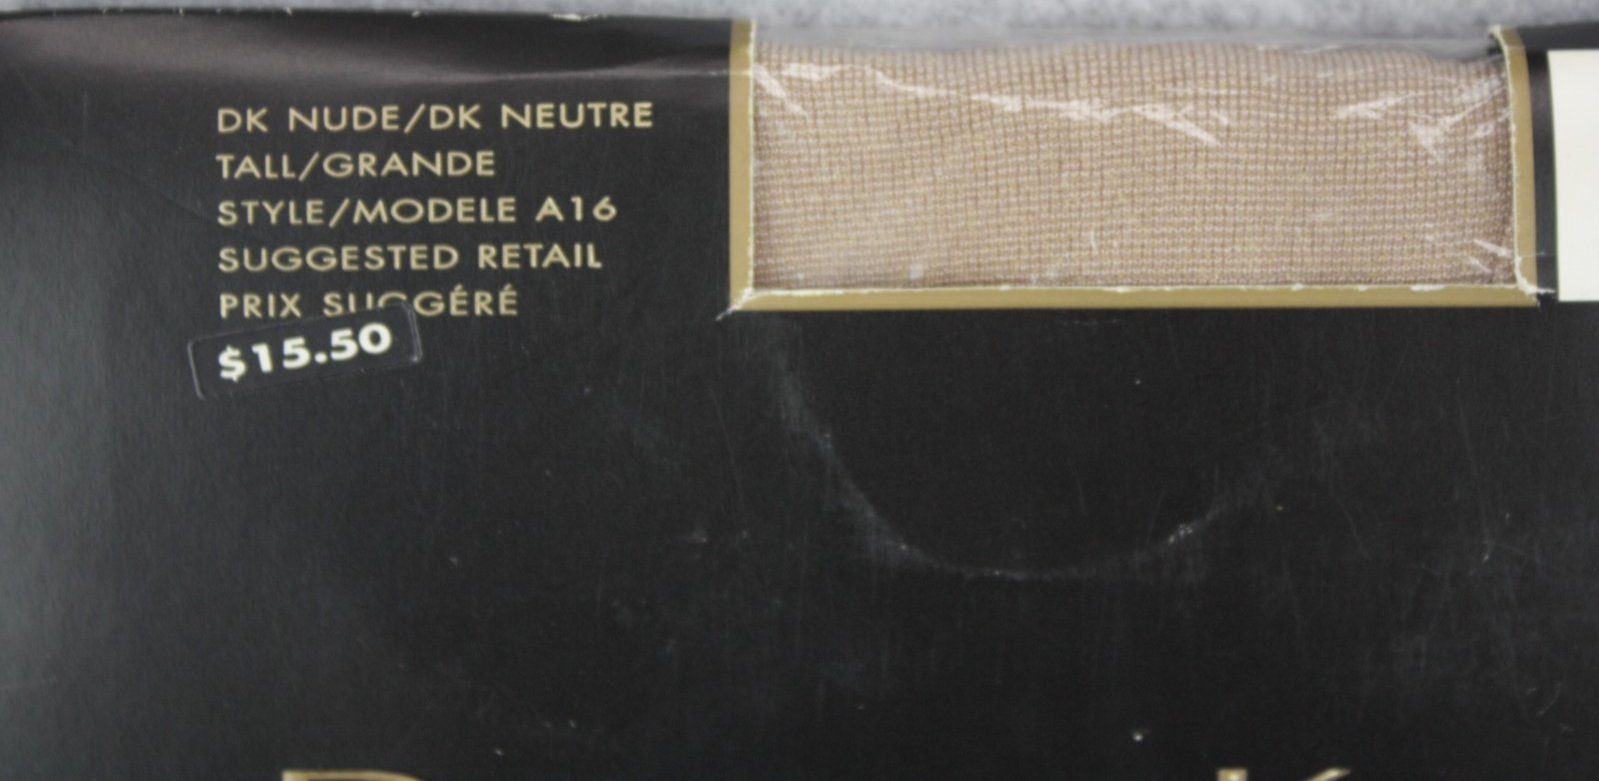 DK NUDE/DK NEUTRE
TALL/GRANDE
STYLE/MODELE A16
SUGGESTED RETAIL
PRIX SUGGÉRÉ
$15.50